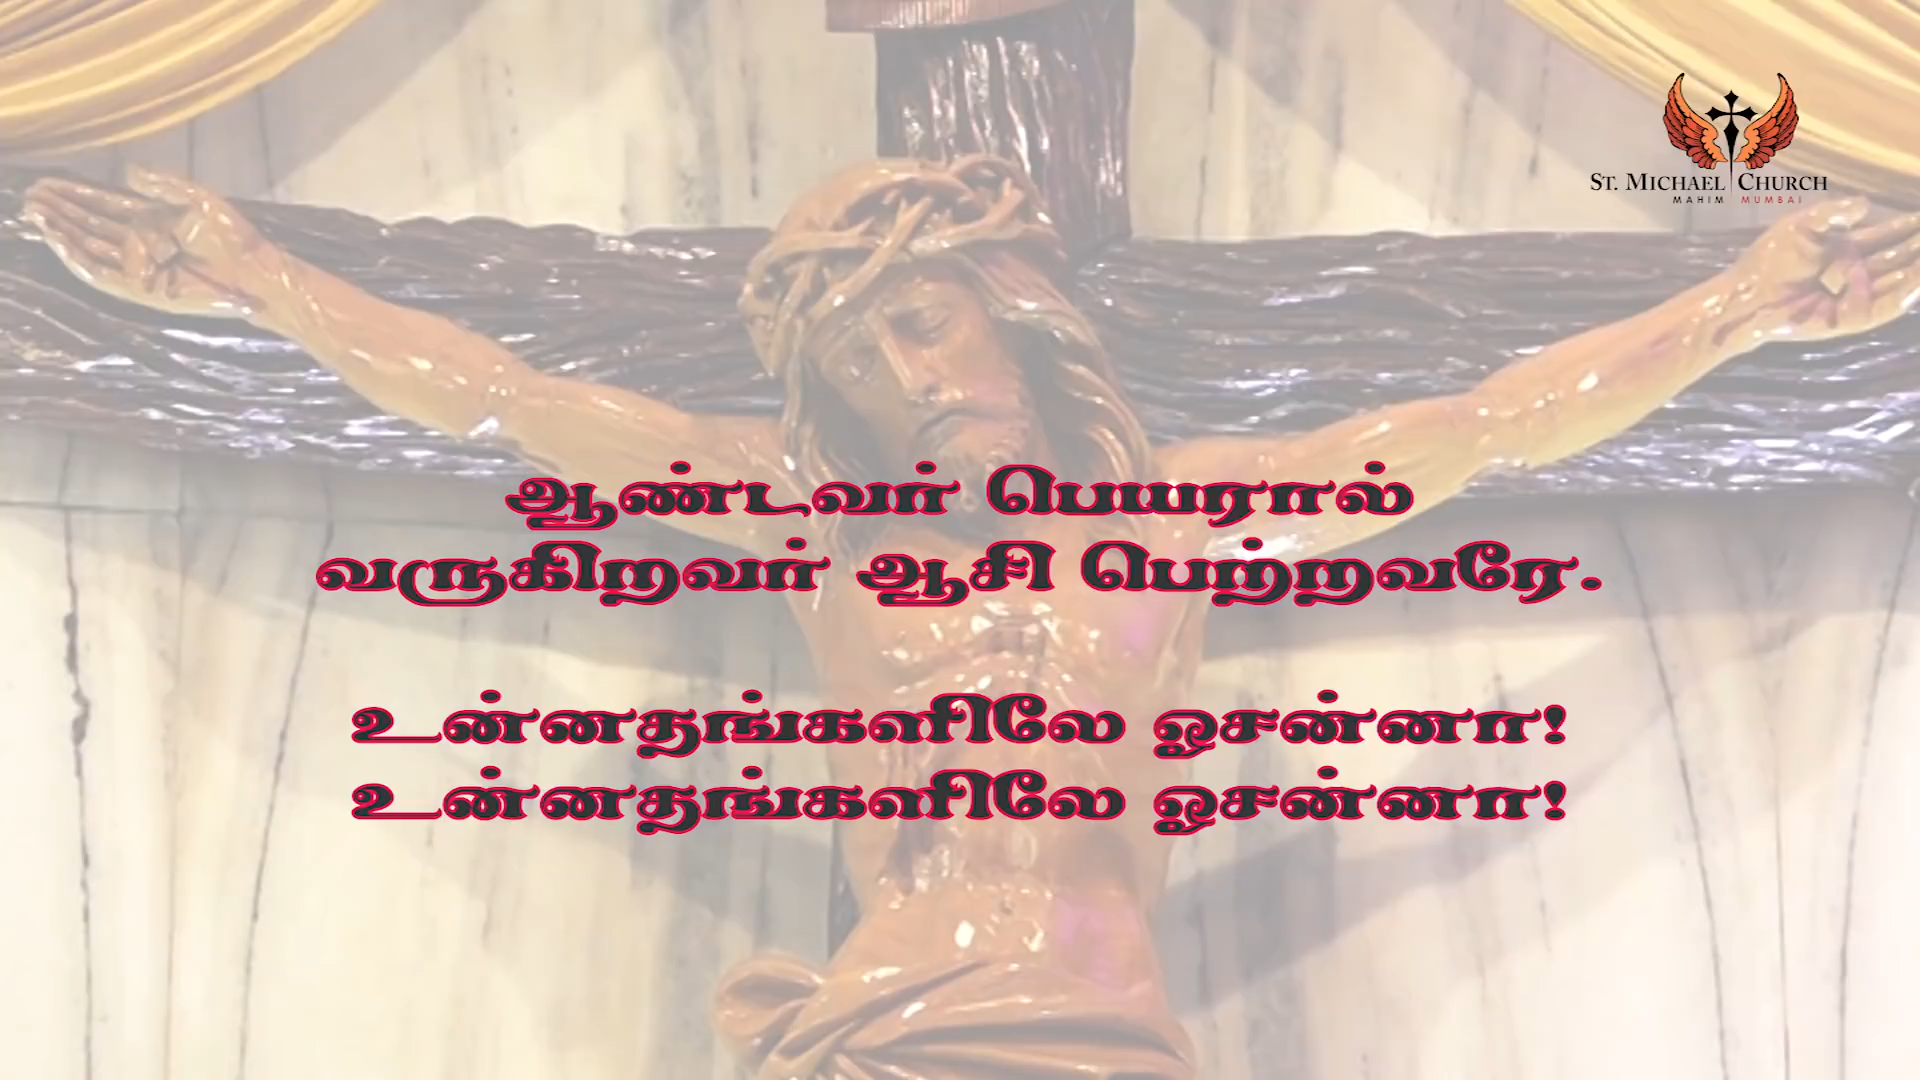 ST. MICHAEL CHURCH
MAHIM MUMBAI
ஆண்டவர் பெயரால்
வருகிறவர் ஆசி பெற்றவரே.
உன்னதங்களிலே ஓசன்னா!
உன்னதங்களிலே ஓசன்னா!